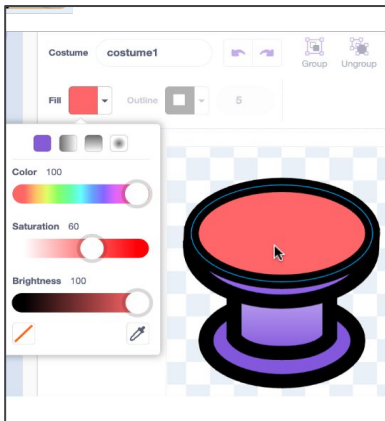 Costume costume1
Group Ungroup
Fill Outline 5
Color 100
Saturation 60
Brightness 100